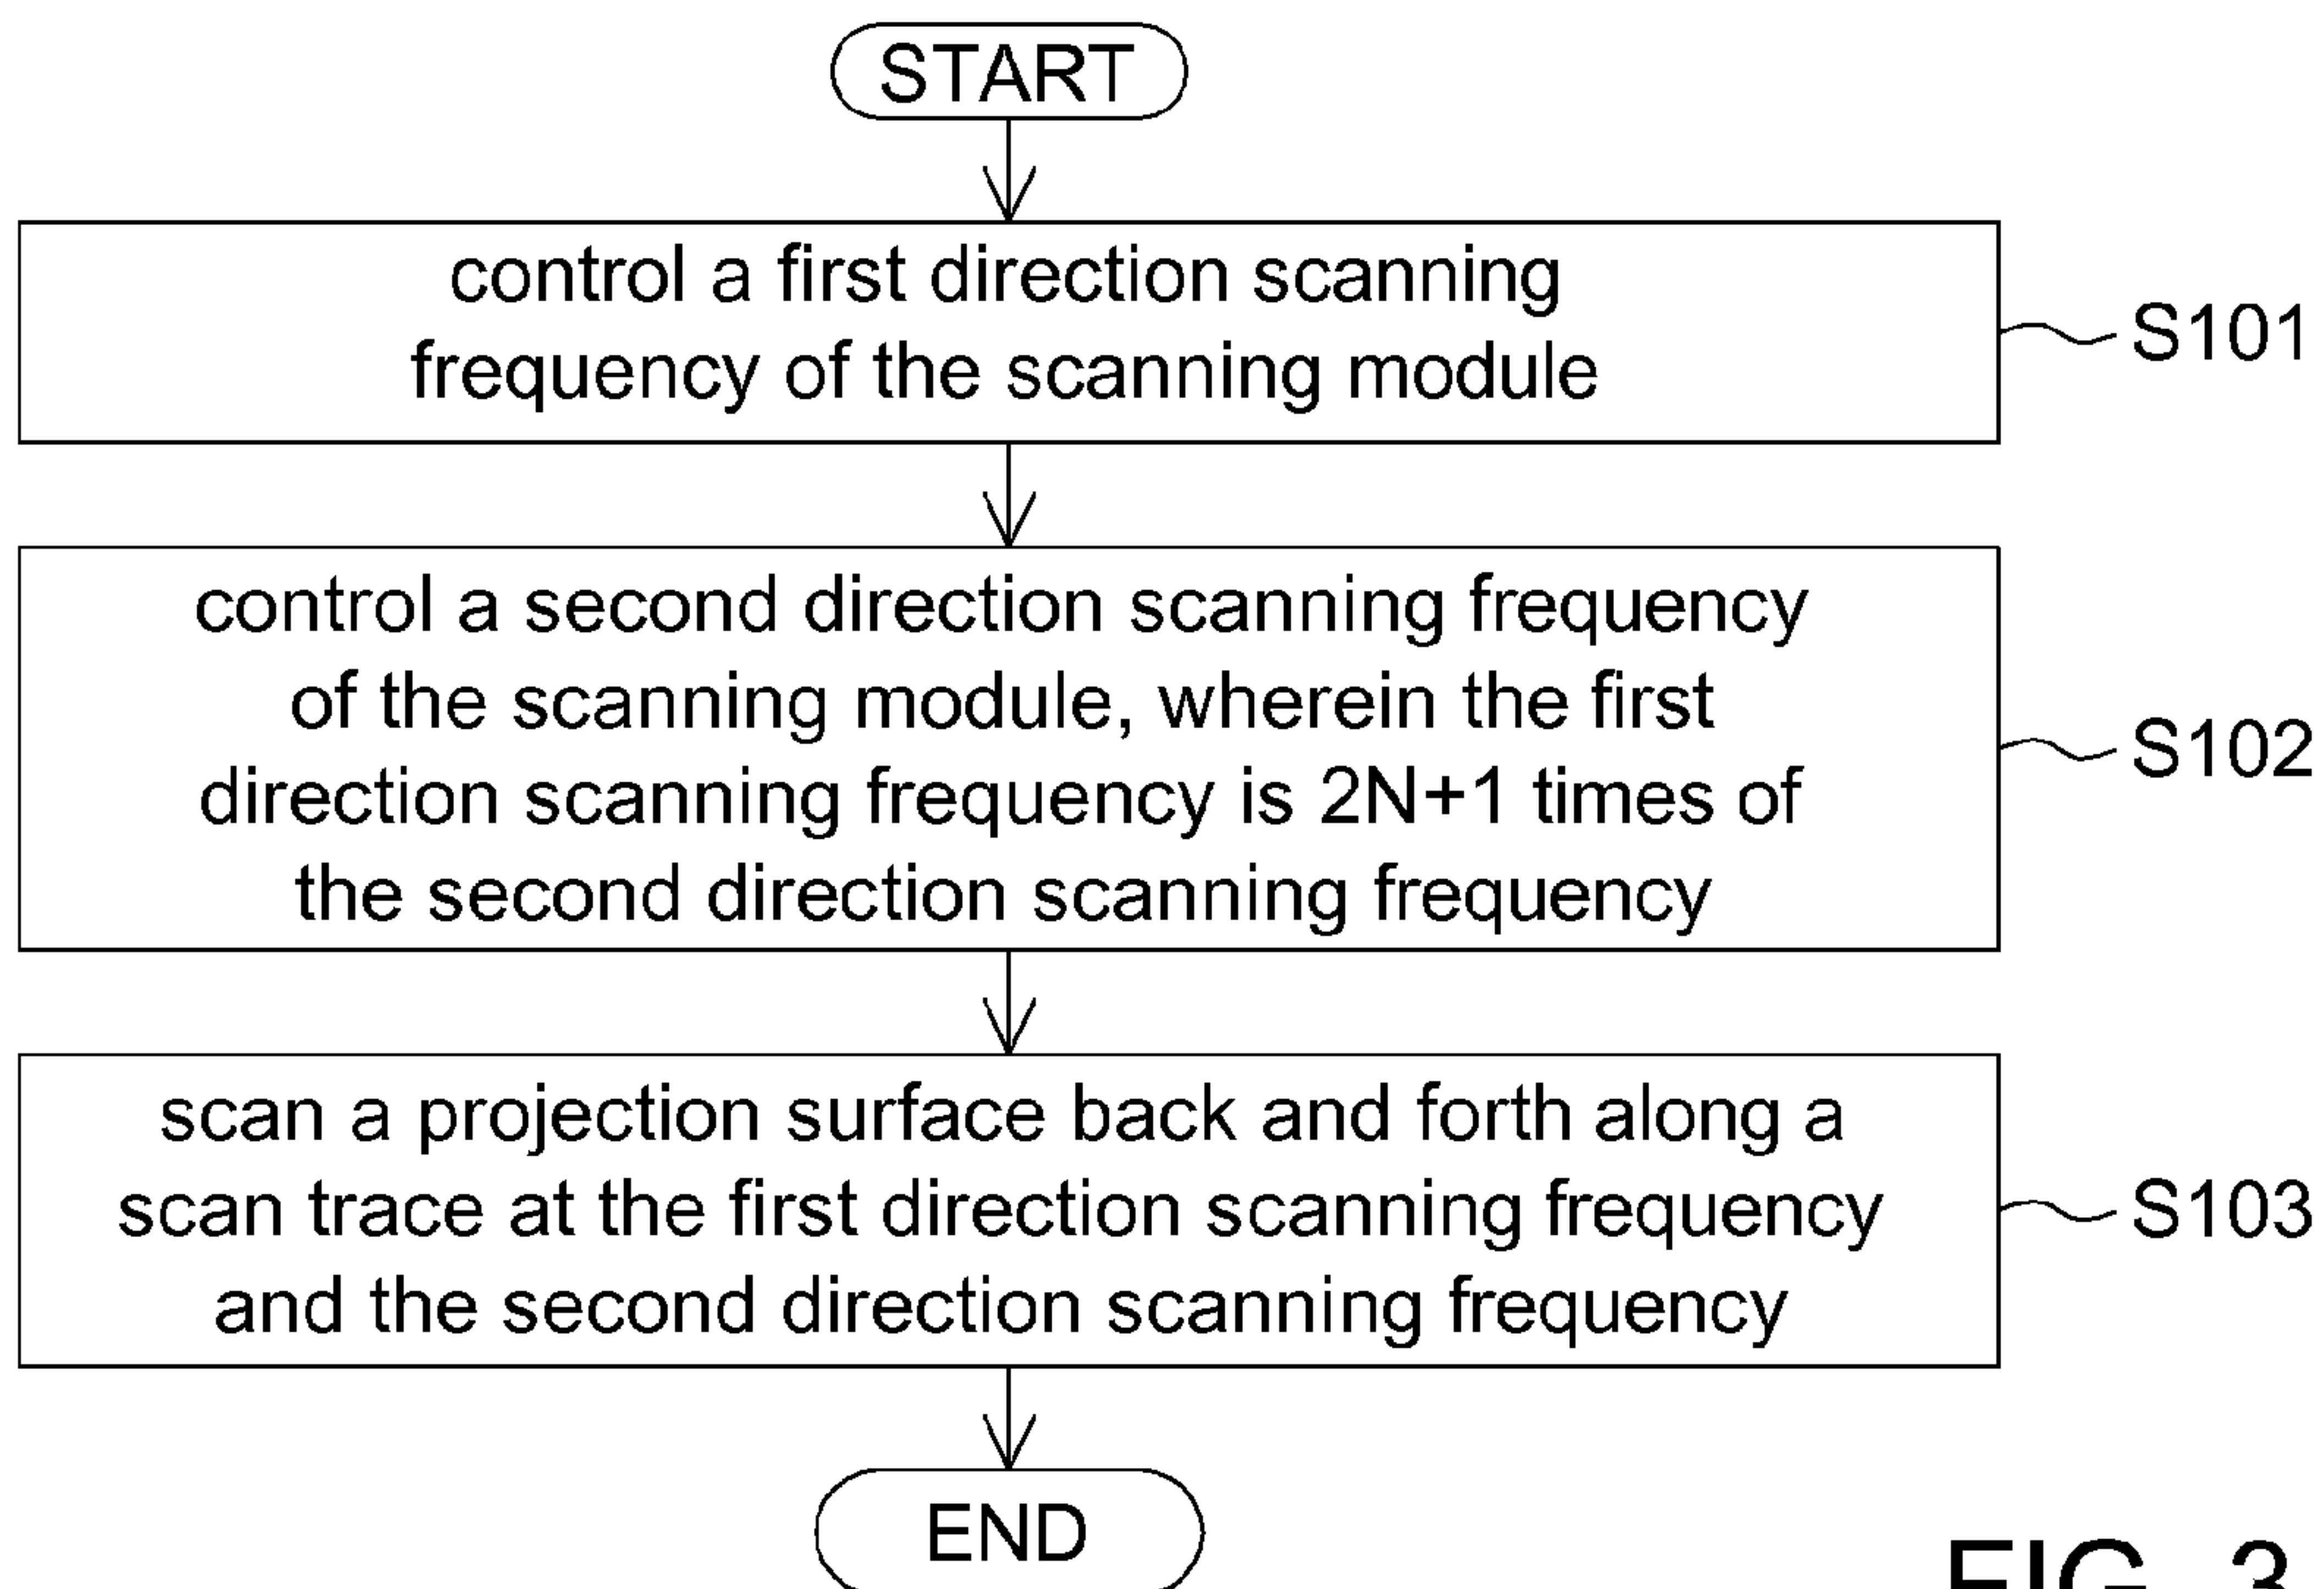 START
control a first direction scanning
frequency of the scanning module
S101
control a second direction scanning frequency
of the scanning module, wherein the first
direction scanning frequency is 2N+1 times of
the second direction scanning frequency
S102
scan a projection surface back and forth along a
scan trace at the first direction scanning frequency
and the second direction scanning frequency
S103
END
FIG. 3